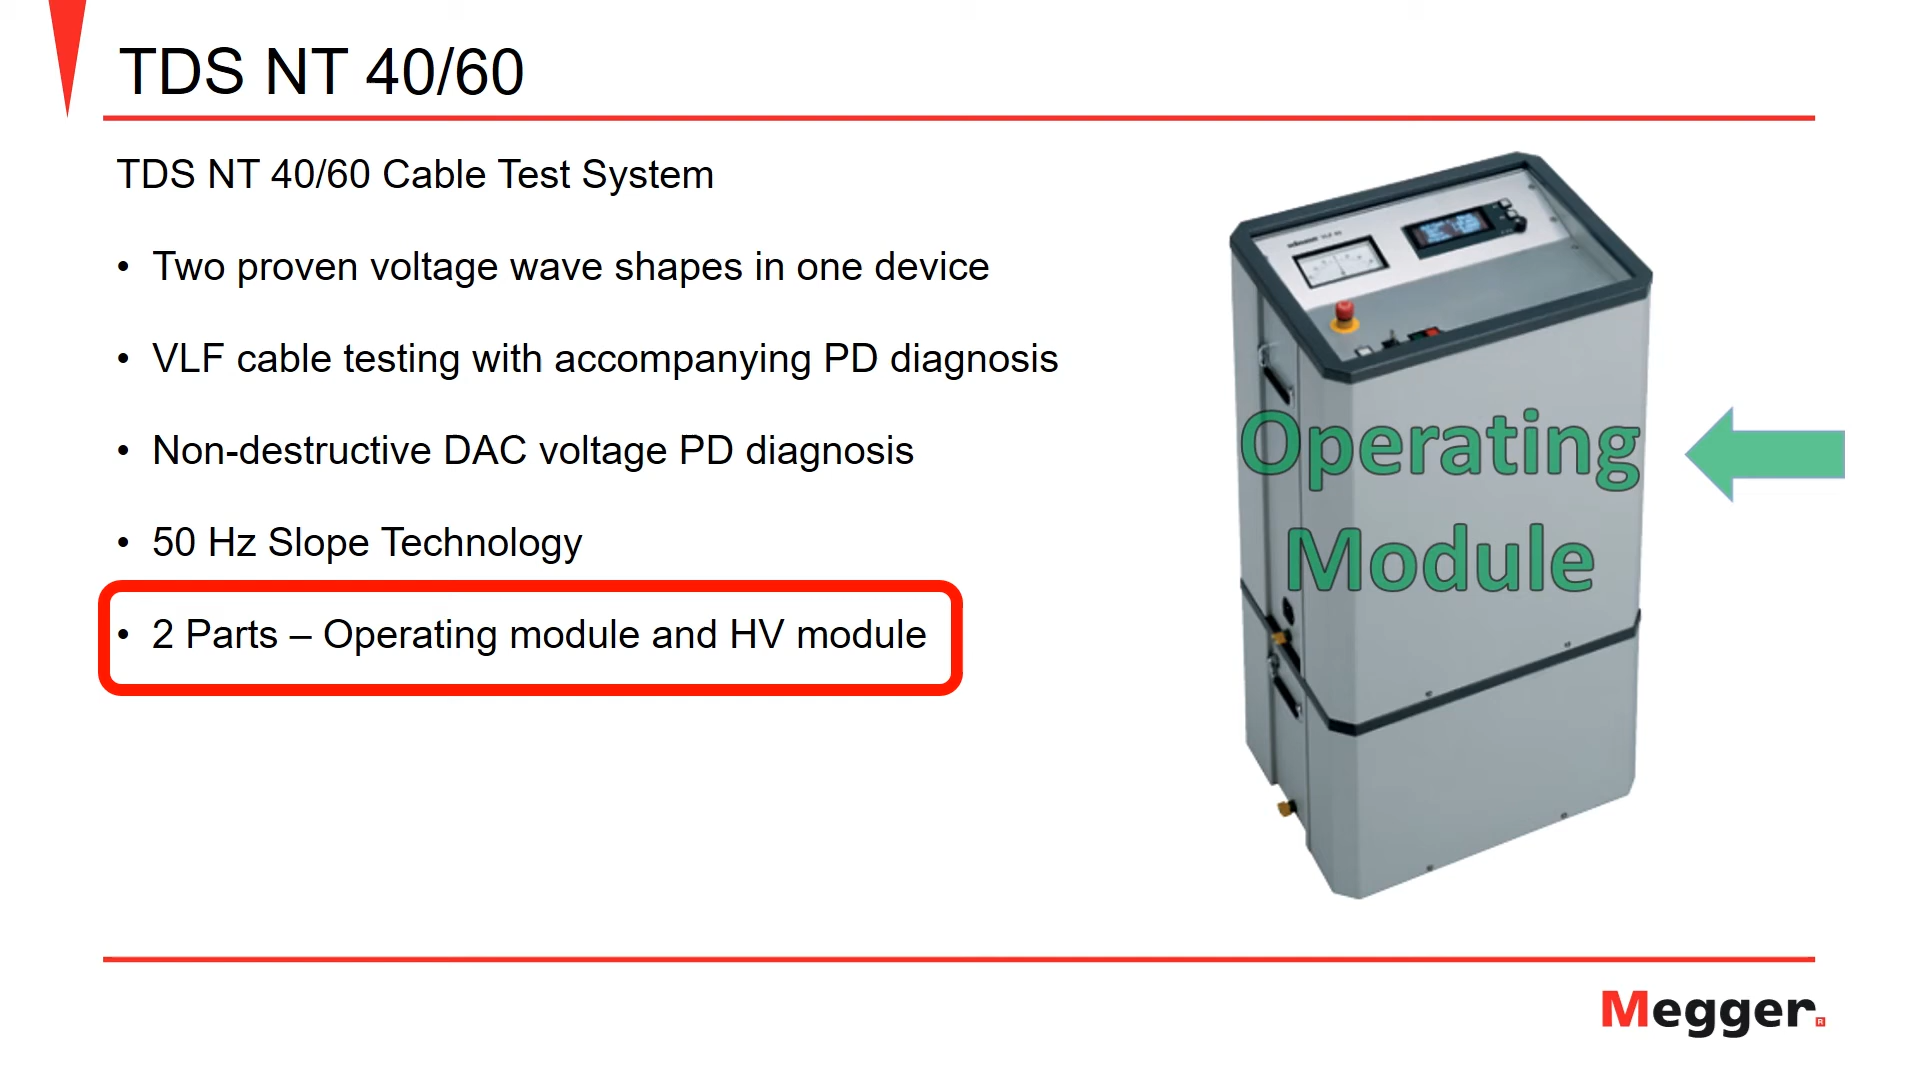 TDS NT 40/60
TDS NT 40/60 Cable Test System
• Two proven voltage wave shapes in one device
• VLF cable testing with accompanying PD diagnosis
• Non-destructive DAC voltage PD diagnosis
• 50 Hz Slope Technology
• 2 Parts – Operating module and HV module
Operating
Module
Megger.